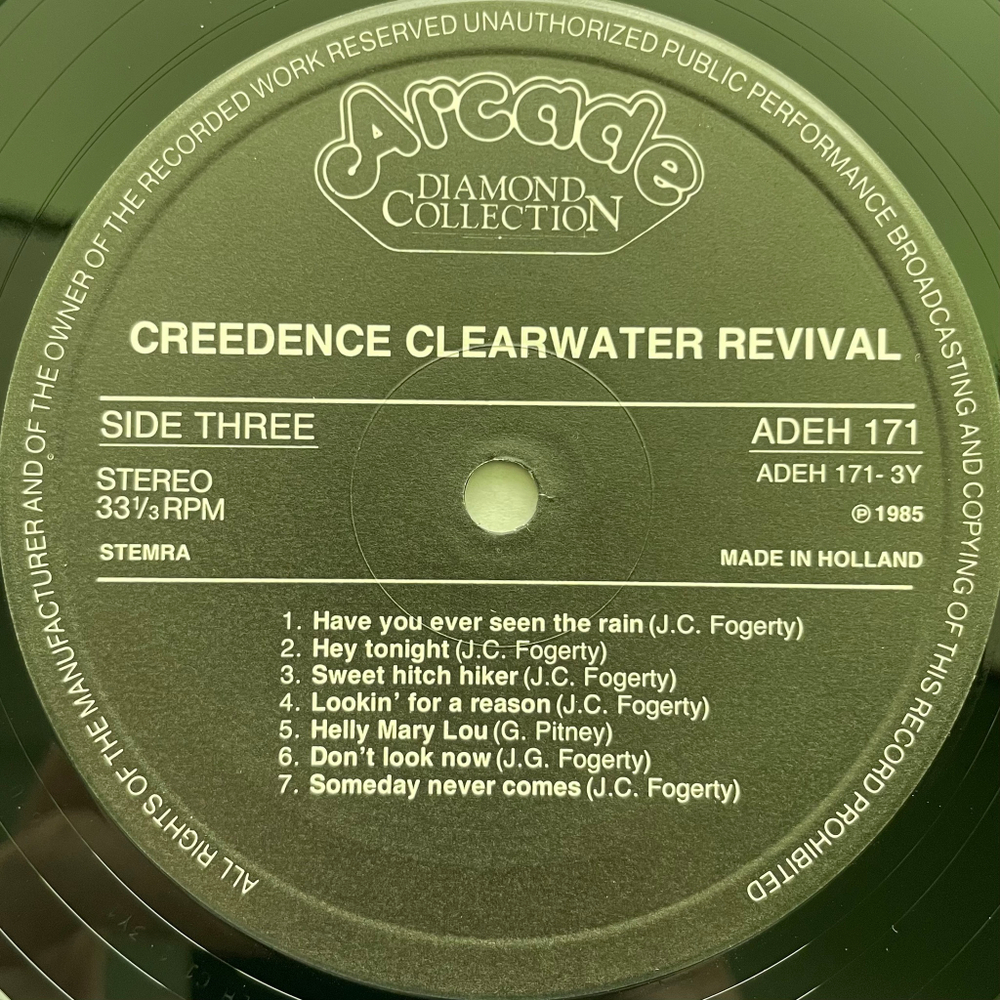 ALL RIGHTS OF THE MANUFACTURER AND OF THE OWNER OF THE RECORDED WORK RESERVED UNAUTHORIZED PUBLIC PERFORMANCE BROADCASTING AND COPYING OF THIS RECORD PROHIBITED
Arcade
DIAMOND
COLLECTION
CREEDENCE CLEARWATER REVIVAL
SIDE THREE
ADEH 171
STEREO
ADEH 171-3Y
33⅓ RPM
℗ 1985
STEMRA
MADE IN HOLLAND
1. Have you ever seen the rain (J.C. Fogerty)
2. Hey tonight (J.C. Fogerty)
3. Sweet hitch hiker (J.C. Fogerty)
4. Lookin' for a reason (J.C. Fogerty)
5. Helly Mary Lou (G. Pitney)
6. Don't look now (J.G. Fogerty)
7. Someday never comes (J.C. Fogerty)